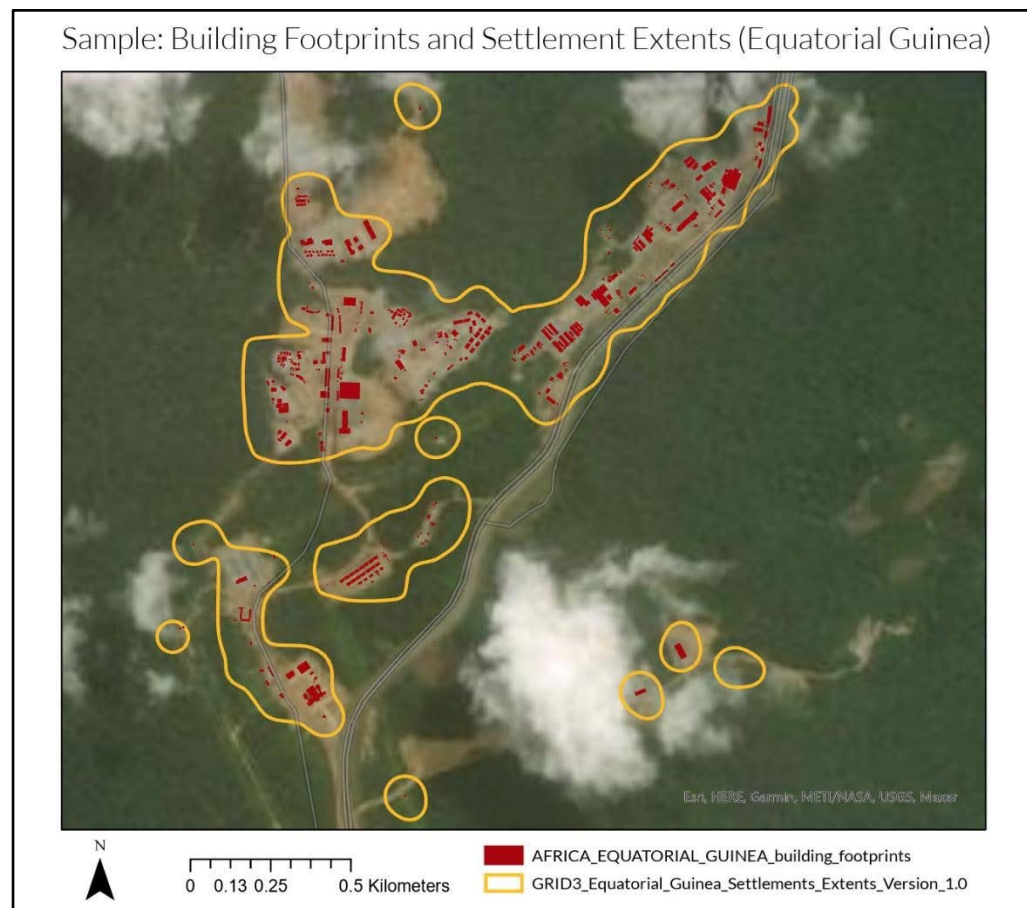 Sample: Building Footprints and Settlement Extents (Equatorial Guinea)
Esri, HERE, Garmin, METI/NASA, USGS, Maxar
N
0 0.13 0.25 0.5 Kilometers
AFRICA_EQUATORIAL_GUINEA_building_footprints
GRID3_Equatorial_Guinea_Settlements_Extents_Version_1.0